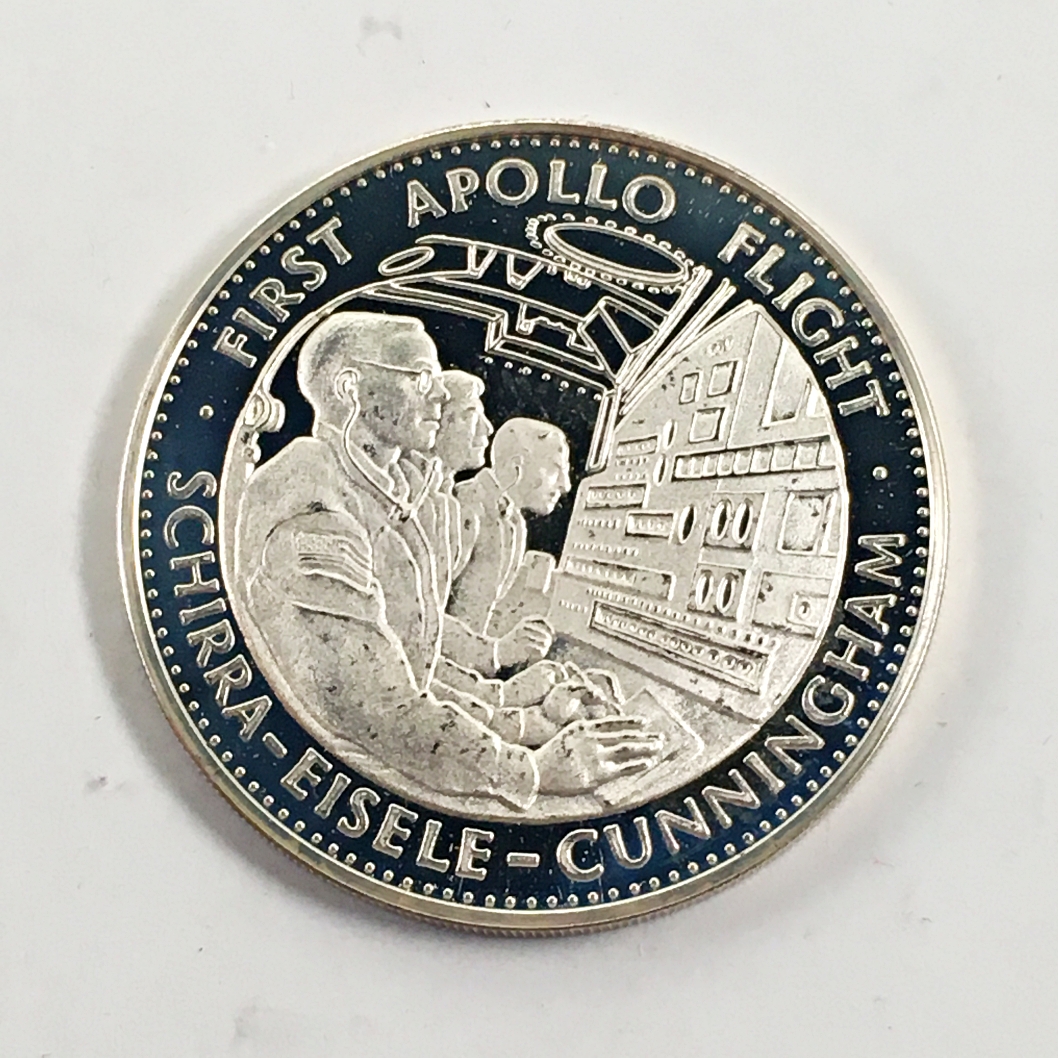 · FIRST APOLLO FLIGHT ·
SCHIRRA-EISELE-CUNNINGHAM